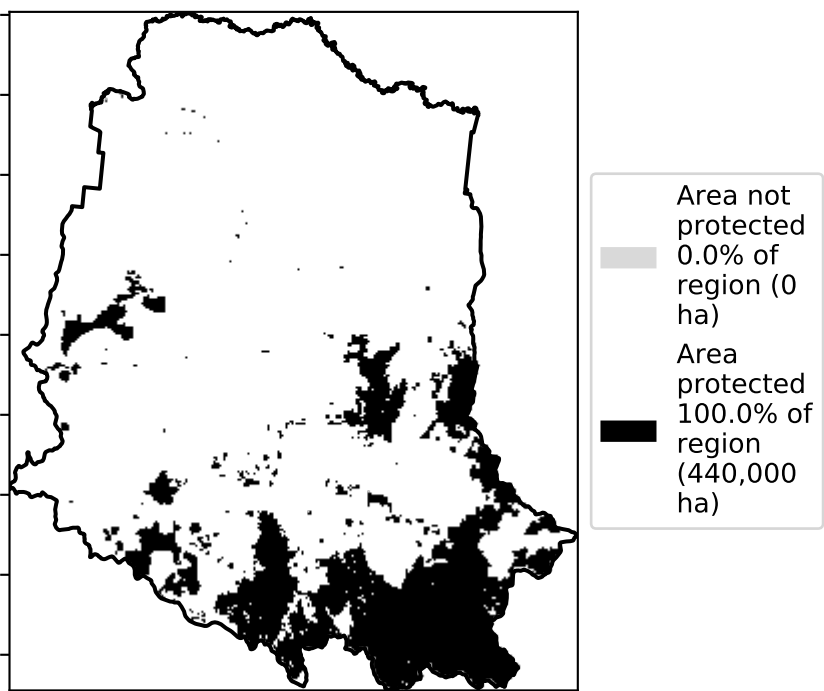 Area not
protected
0.0% of
region (0
ha)
Area
protected
100.0% of
region
(440,000
ha)